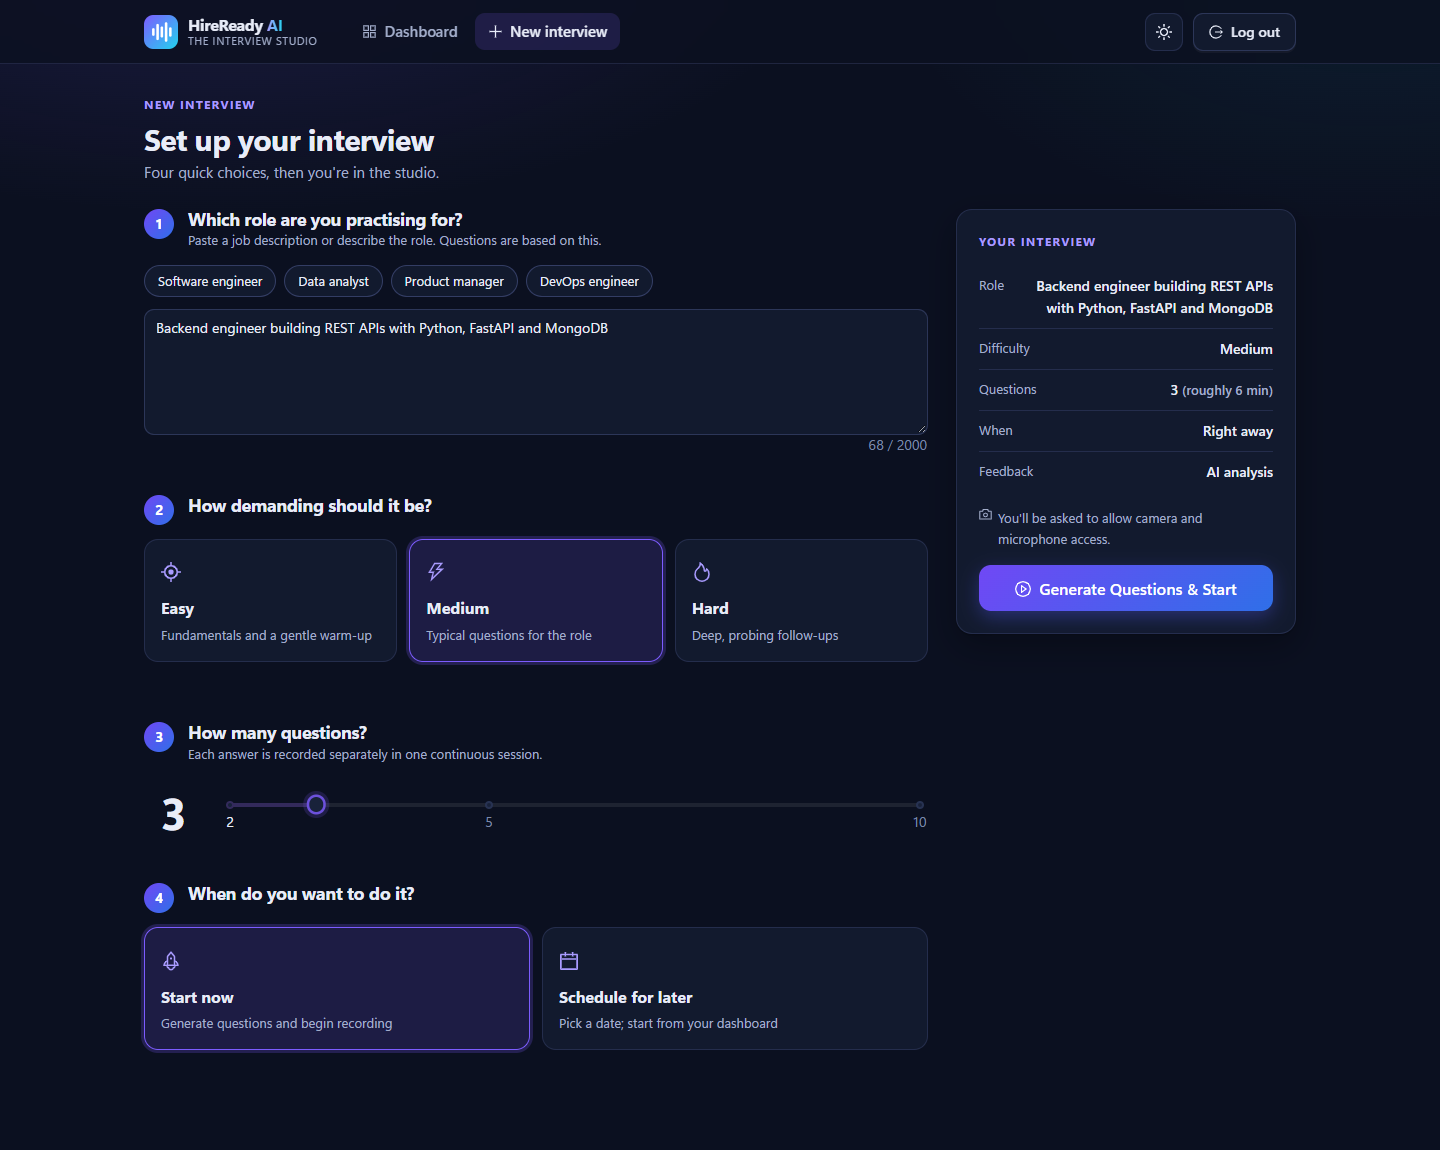 HireReady AI
THE INTERVIEW STUDIO
Dashboard
New interview
Log out
NEW INTERVIEW
Set up your interview
Four quick choices, then you're in the studio.
1
Which role are you practising for?
Paste a job description or describe the role. Questions are based on this.
Software engineer
Data analyst
Product manager
DevOps engineer
Backend engineer building REST APIs with Python, FastAPI and MongoDB
68 / 2000
2
How demanding should it be?
Easy
Fundamentals and a gentle warm-up
Medium
Typical questions for the role
Hard
Deep, probing follow-ups
3
How many questions?
Each answer is recorded separately in one continuous session.
3
2
5
10
4
When do you want to do it?
Start now
Generate questions and begin recording
Schedule for later
Pick a date; start from your dashboard
YOUR INTERVIEW
Role
Backend engineer building REST APIs
with Python, FastAPI and MongoDB
Difficulty
Medium
Questions
3 (roughly 6 min)
When
Right away
Feedback
AI analysis
You'll be asked to allow camera and
microphone access.
Generate Questions & Start